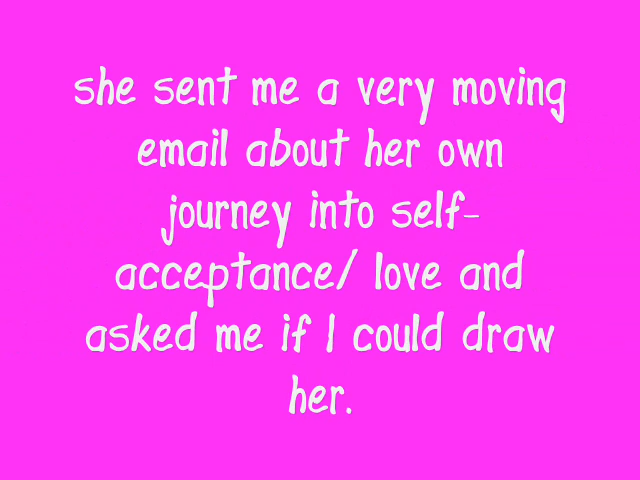 she sent me a very moving
email about her own
journey into self-
acceptance/ love and
asked me if I could draw
her.